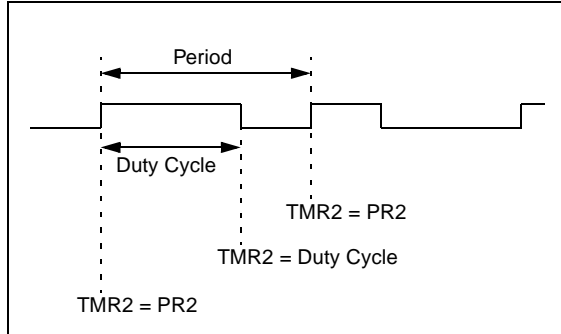 Period
Duty Cycle
TMR2 = PR2
TMR2 = Duty Cycle
TMR2 = PR2